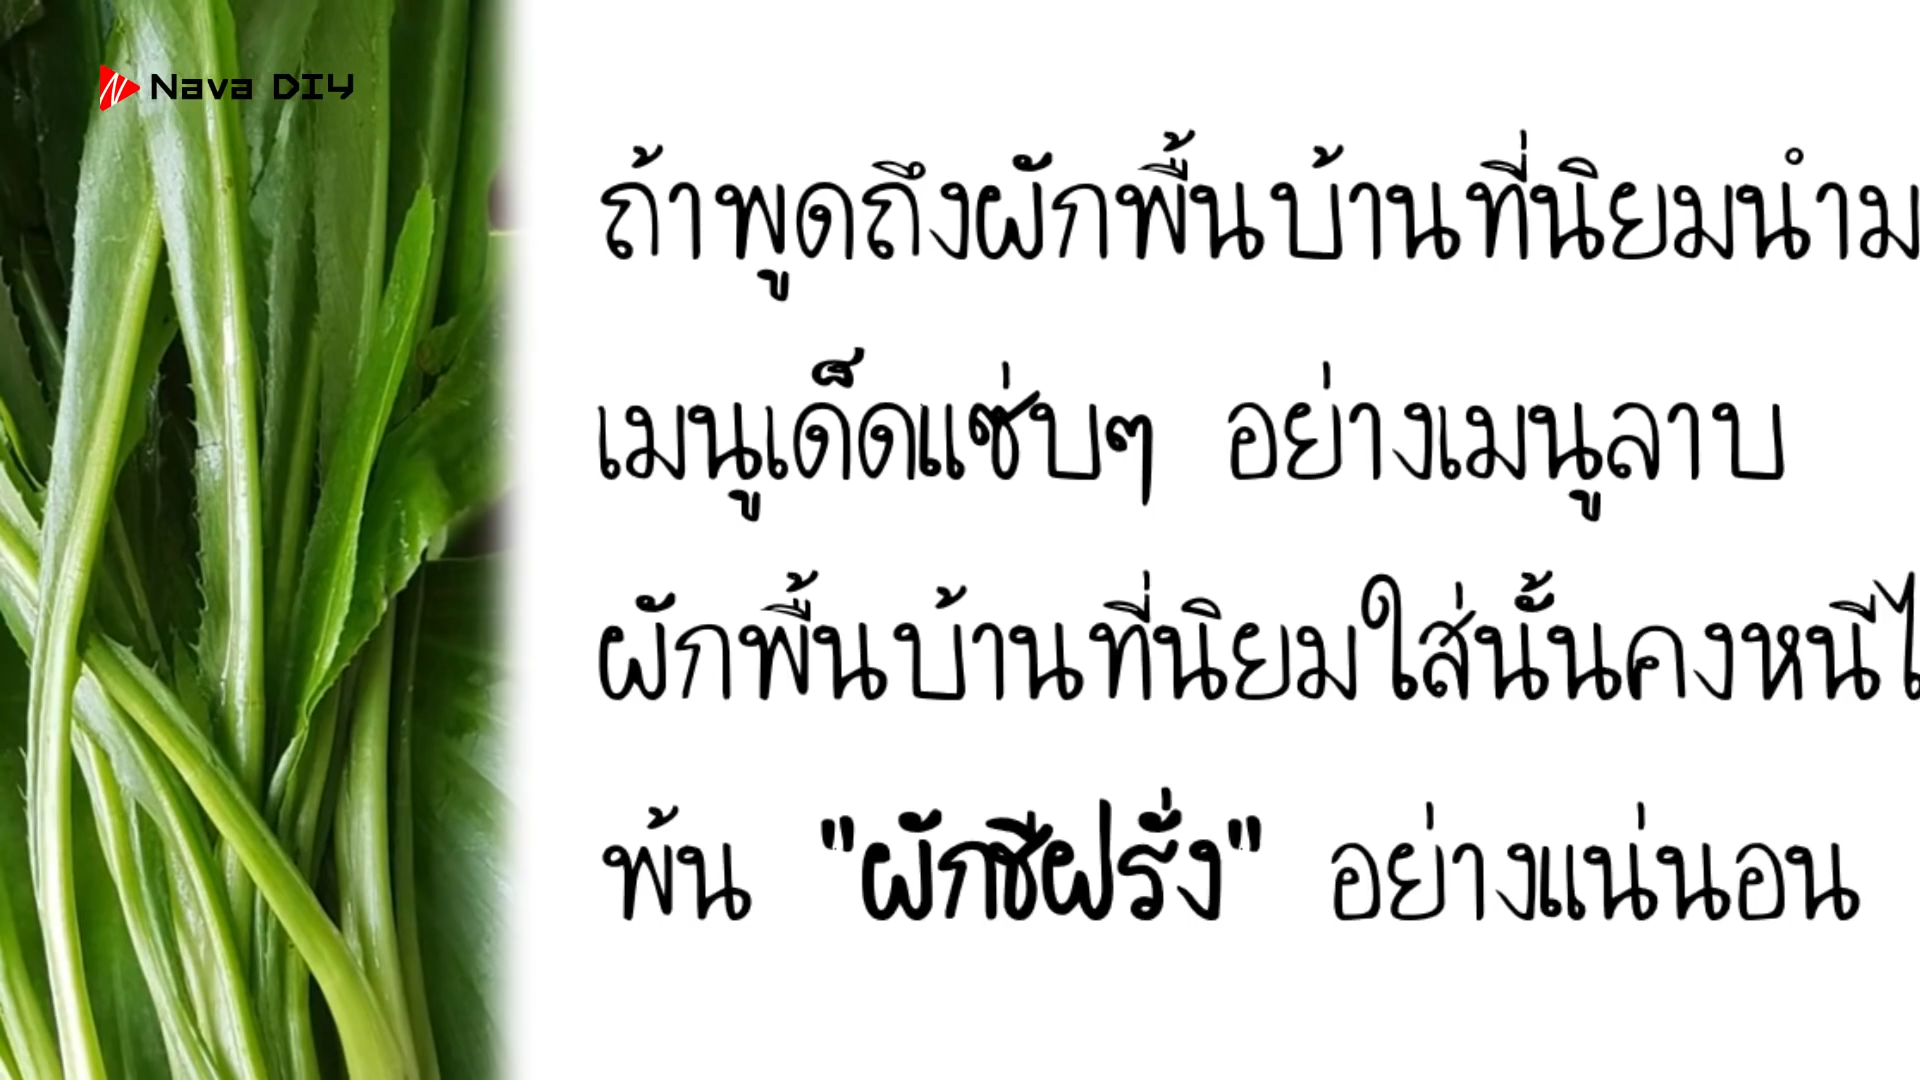 Nava DIY
ถ้าพูดถึงผักพื้นบ้านที่นิยมนำม
เมนูเด็ดแซ่บๆ อย่างเมนูลาบ
ผักพื้นบ้านที่นิยมใส่นั้นคงหนีไ
พ้น "ผักชีฝรั่ง" อย่างแน่นอน